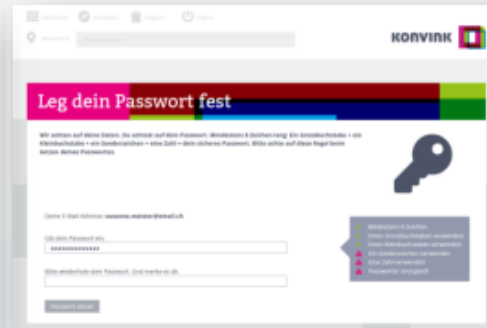 KONVINK
Leg dein Passwort fest
Wir achten auf deine Daten. Du achtest auf dein Passwort: Mindestens 8 Zeichen lang: Ein Grossbuchstabe + ein
Kleinbuchstabe + ein Sonderzeichen + eine Zahl = dein sicheres Passwort. Bitte achte auf diese Regel beim
Setzen deines Passwortes.
Deine E-Mail-Adresse: susanne.meister@email.ch
Gib dein Passwort ein.
Bitte wiederhole dein Passwort. Und merke es dir.
Passwort setzen
Mindestens 8 Zeichen
Einen Grossbuchstaben verwenden
Einen Kleinbuchstaben verwenden
Ein Sonderzeichen verwenden
Eine Zahl verwenden
Passwörter sind gleich